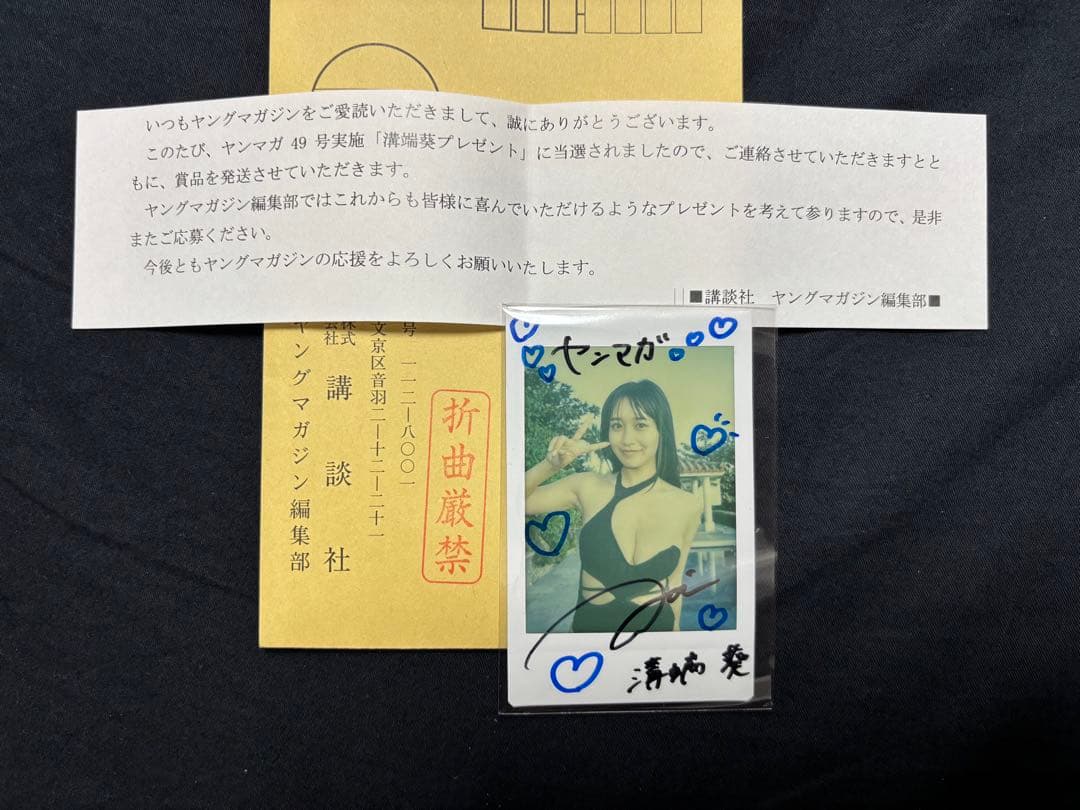 いつもヤングマガジンをご愛読いただきまして、誠にありがとうございます。
このたび、ヤンマガ 49 号実施「溝端葵プレゼント」に当選されましたので、ご連絡させていただきますとと
もに、賞品を発送させていただきます。
ヤングマガジン編集部ではこれからも皆様に喜んでいただけるようなプレゼントを考えて参りますので、是非
またご応募ください。
今後ともヤングマガジンの応援をよろしくお願いいたします。
■講談社　ヤングマガジン編集部■
号 一一二―八〇〇一
文京区音羽二―十二―二十一
株式会社 講談社
ヤングマガジン編集部
折曲厳禁
ヤンマガ
Aoi
溝端 葵